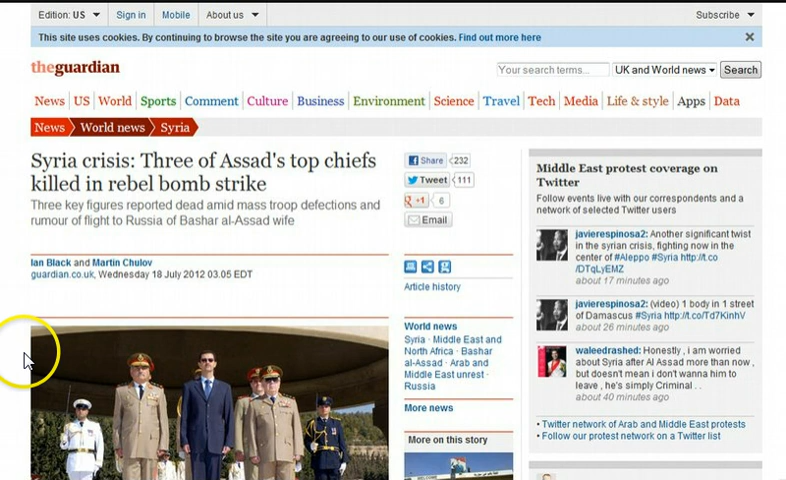 Edition: US
Sign in
Mobile
About us
Subscribe
This site uses cookies. By continuing to browse the site you are agreeing to our use of cookies. Find out more here
theguardian
Your search terms...
UK and World news
Search
News
US
World
Sports
Comment
Culture
Business
Environment
Science
Travel
Tech
Media
Life & style
Apps
Data
News
World news
Syria
Syria crisis: Three of Assad's top chiefs
killed in rebel bomb strike
Three key figures reported dead amid mass troop defections and
rumour of flight to Russia of Bashar al-Assad wife
Ian Black and Martin Chulov
guardian.co.uk, Wednesday 18 July 2012 03.05 EDT
Share 232
Tweet 111
+1 6
Email
Article history
World news
Syria · Middle East and
North Africa · Bashar
al-Assad · Arab and
Middle East unrest ·
Russia
More news
More on this story
Middle East protest coverage on
Twitter
Follow events live with our correspondents and a
network of selected Twitter users
javierespinosa2: Another significant twist
in the syrian crisis, fighting now in the
center of #Aleppo #Syria http://t.co
/DTqLyEMZ
about 17 minutes ago
javierespinosa2: (video) 1 body in 1 street
of Damascus #Syria http://t.co/Td7KinhV
about 26 minutes ago
waleedrashed: Honestly , i am worried
about Syria after Al Assad more than now ,
but doesn't mean i don't wanna him to
leave , he's simply Criminal . .
about 40 minutes ago
• Twitter network of Arab and Middle East protests
• Follow our protest network on a Twitter list